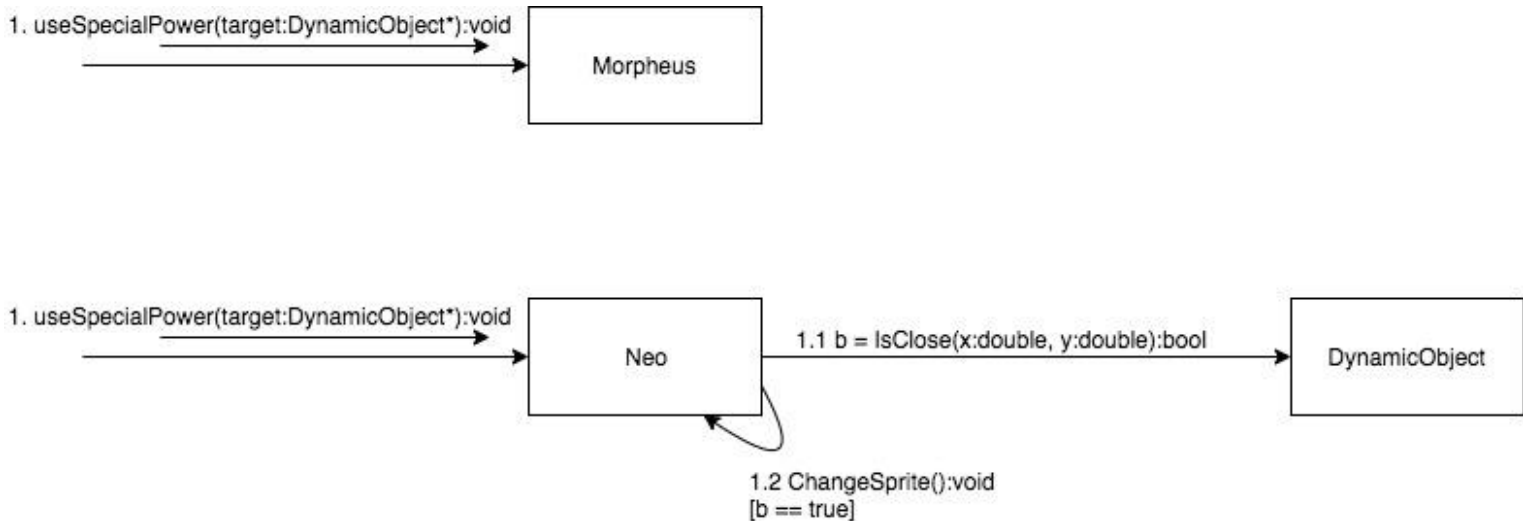 1. useSpecialPower(target:DynamicObject*):void
Morpheus
1. useSpecialPower(target:DynamicObject*):void
Neo
1.1 b = IsClose(x:double, y:double):bool
DynamicObject
1.2 ChangeSprite():void
[b == true]